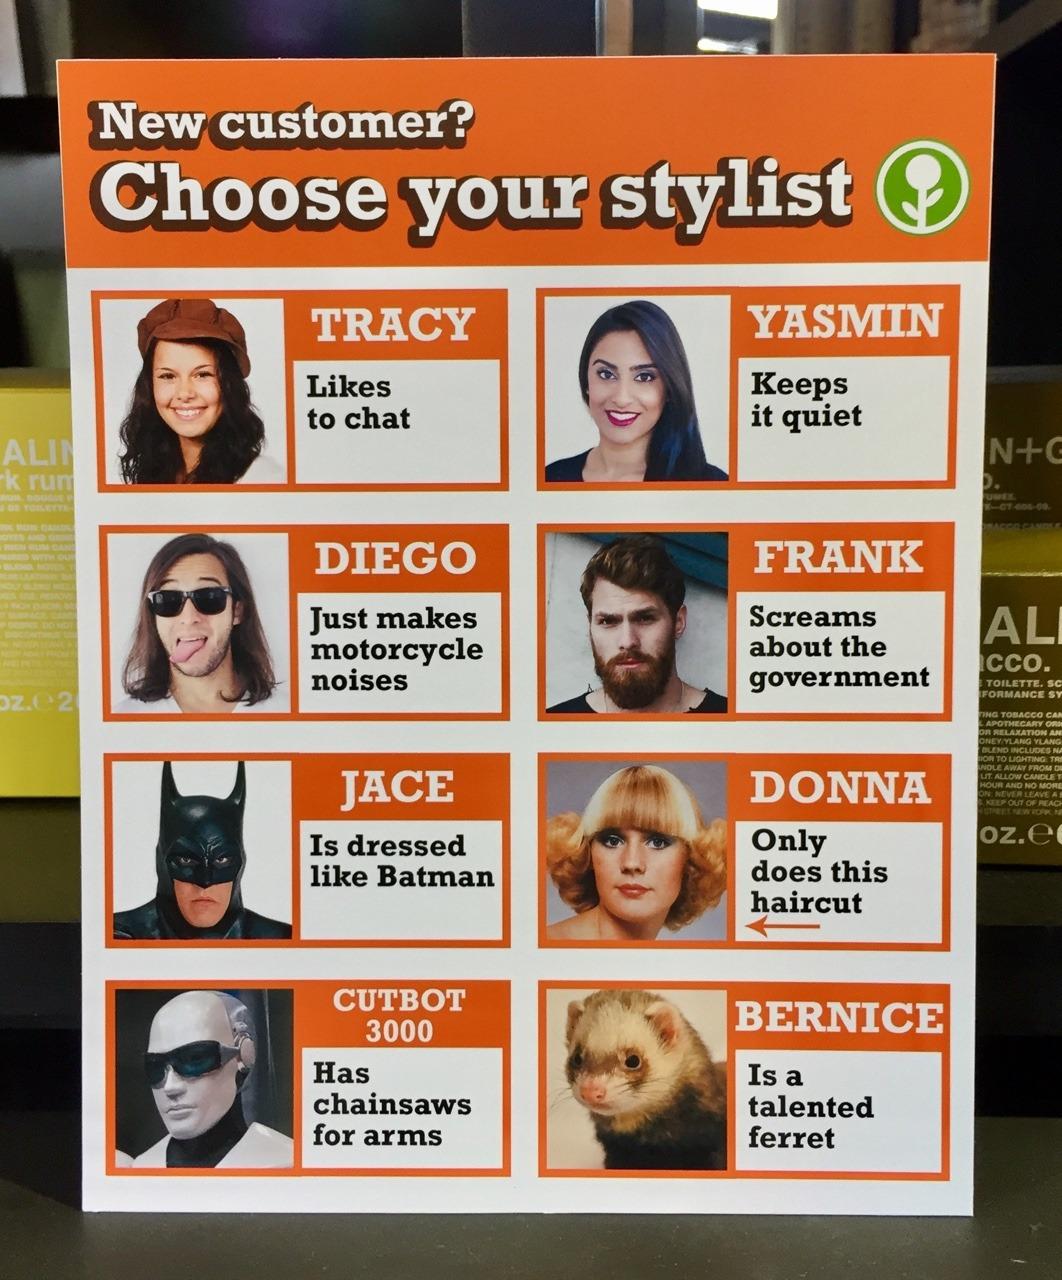 New customer?
Choose your stylist
TRACY
Likes
to chat
YASMIN
Keeps
it quiet
DIEGO
Just makes
motorcycle
noises
FRANK
Screams
about the
government
JACE
Is dressed
like Batman
DONNA
Only
does this
haircut
CUTBOT
3000
Has
chainsaws
for arms
BERNICE
Is a
talented
ferret